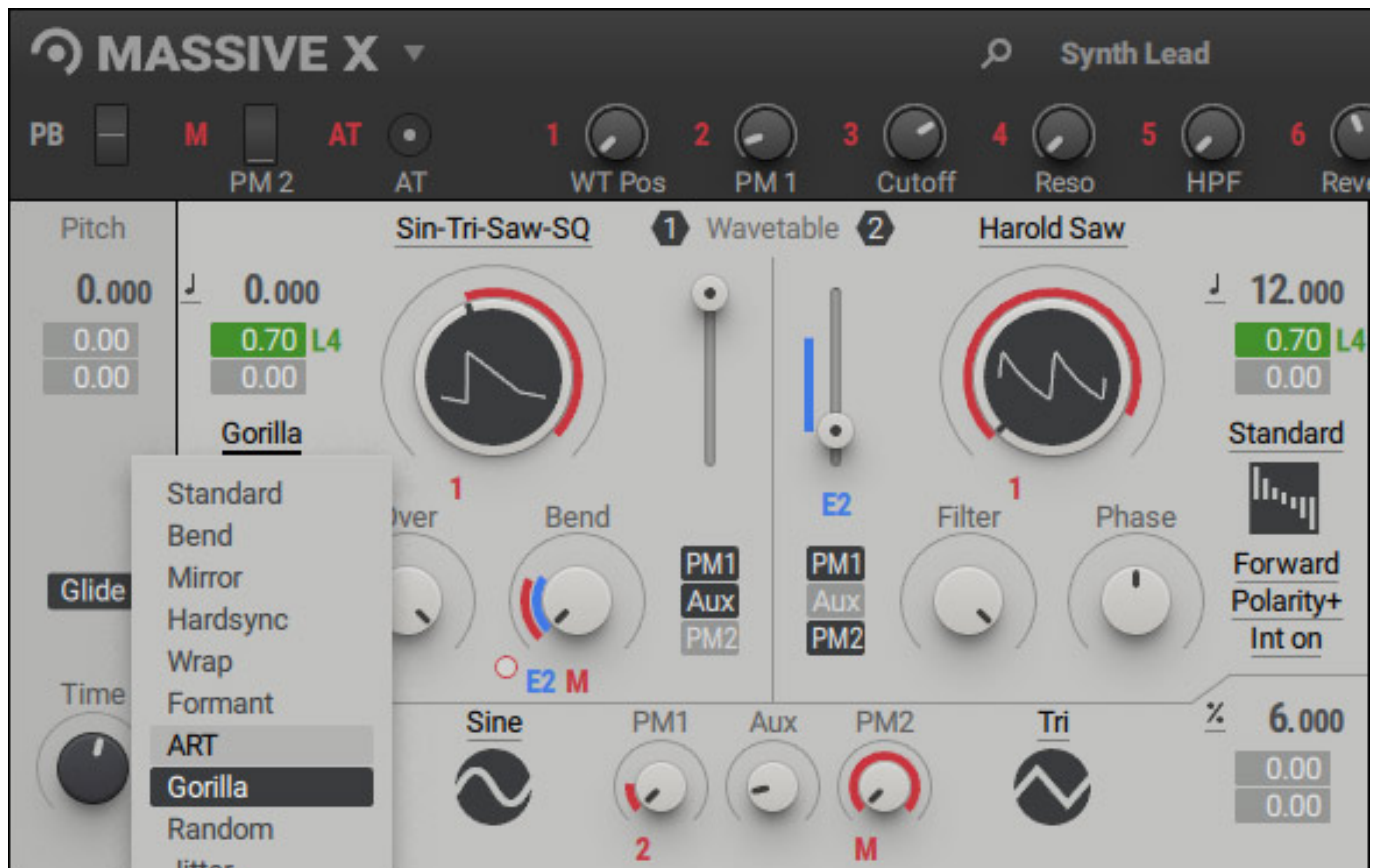 MASSIVE X
Synth Lead
PB M AT 1 2 3 4 5 6
PM 2 AT WT Pos PM 1 Cutoff Reso HPF
Pitch Sin-Tri-Saw-SQ 1 Wavetable 2 Harold Saw
0.000 0.000 12.000
0.00 0.70 L4 0.70 L4
0.00 0.00 0.00
Gorilla Standard
1 E2 1
Standard
Bend
Mirror
Hardsync
Wrap
Formant
ART
Gorilla
Random
Bend Filter Phase
PM1 PM1 Forward
Glide Aux Aux Polarity+
PM2 PM2 Int on
E2 M
Time Sine PM1 Aux PM2 Tri % 6.000
0.00
0.00
2 M